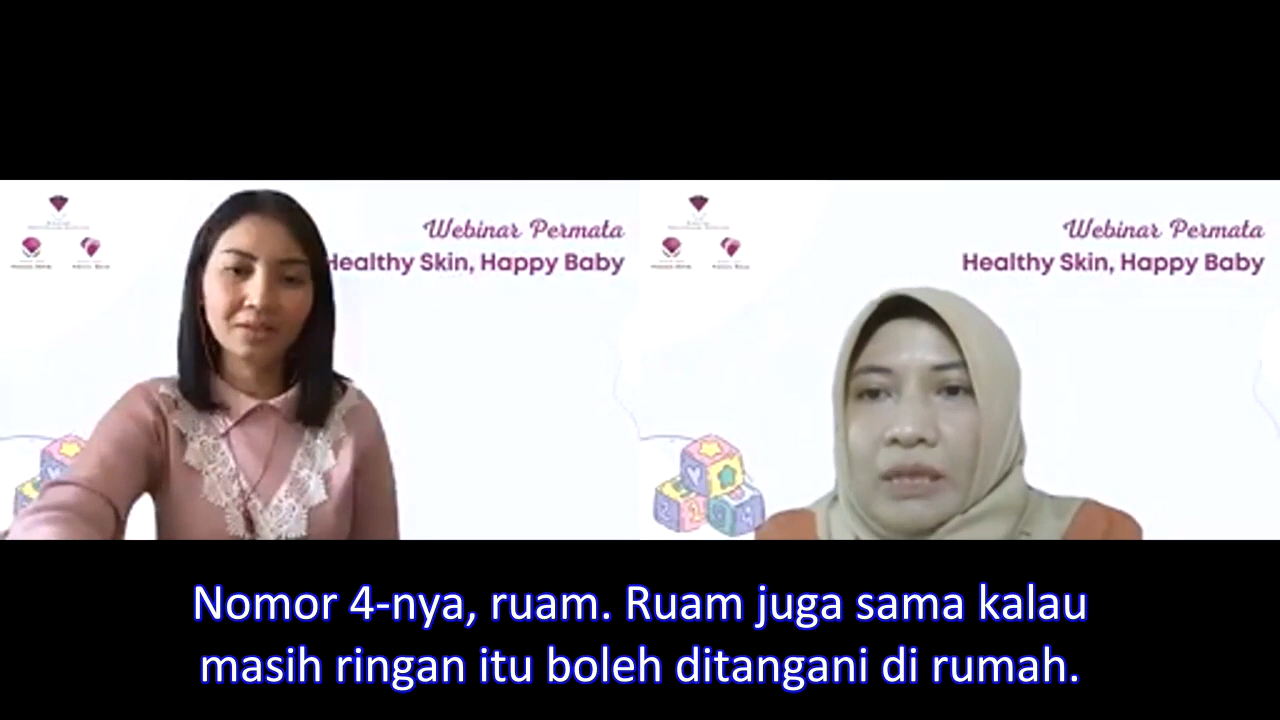 Webinar Permata
Healthy Skin, Happy Baby
Webinar Permata
Healthy Skin, Happy Baby
Nomor 4-nya, ruam. Ruam juga sama kalau
masih ringan itu boleh ditangani di rumah.